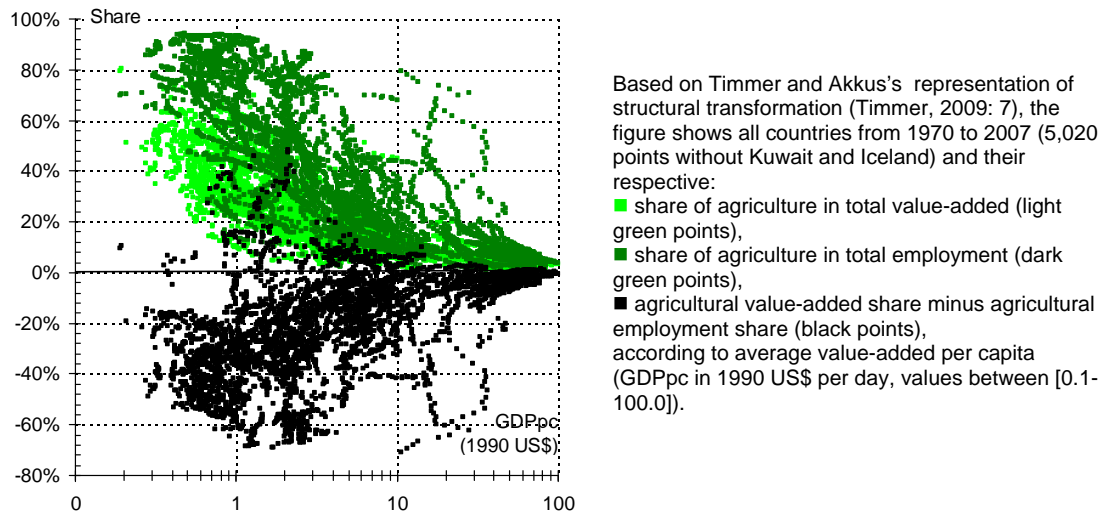 Share
100%
80%
60%
40%
20%
0%
-20%
-40%
-60%
-80%
0 1 10 100
GDPpc
(1990 US$)
Based on Timmer and Akkus's representation of
structural transformation (Timmer, 2009: 7), the
figure shows all countries from 1970 to 2007 (5,020
points without Kuwait and Iceland) and their
respective:
share of agriculture in total value-added (light
green points),
share of agriculture in total employment (dark
green points),
agricultural value-added share minus agricultural
employment share (black points),
according to average value-added per capita
(GDPpc in 1990 US$ per day, values between [0.1-
100.0]).